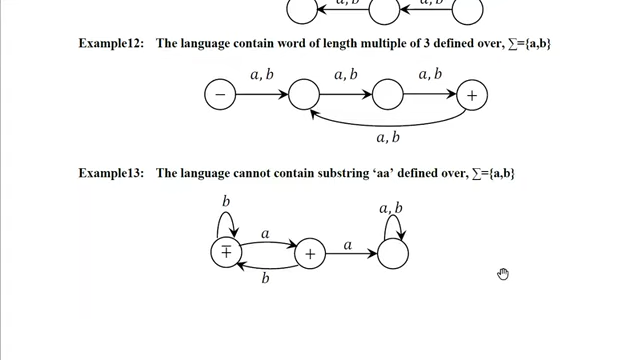 a, b a, b
Example12: The language contain word of length multiple of 3 defined over, ∑={a,b}
a, b a, b a, b
− +
a, b
Example13: The language cannot contain substring ‘aa’ defined over, ∑={a,b}
b a, b
a a
∓ +
b